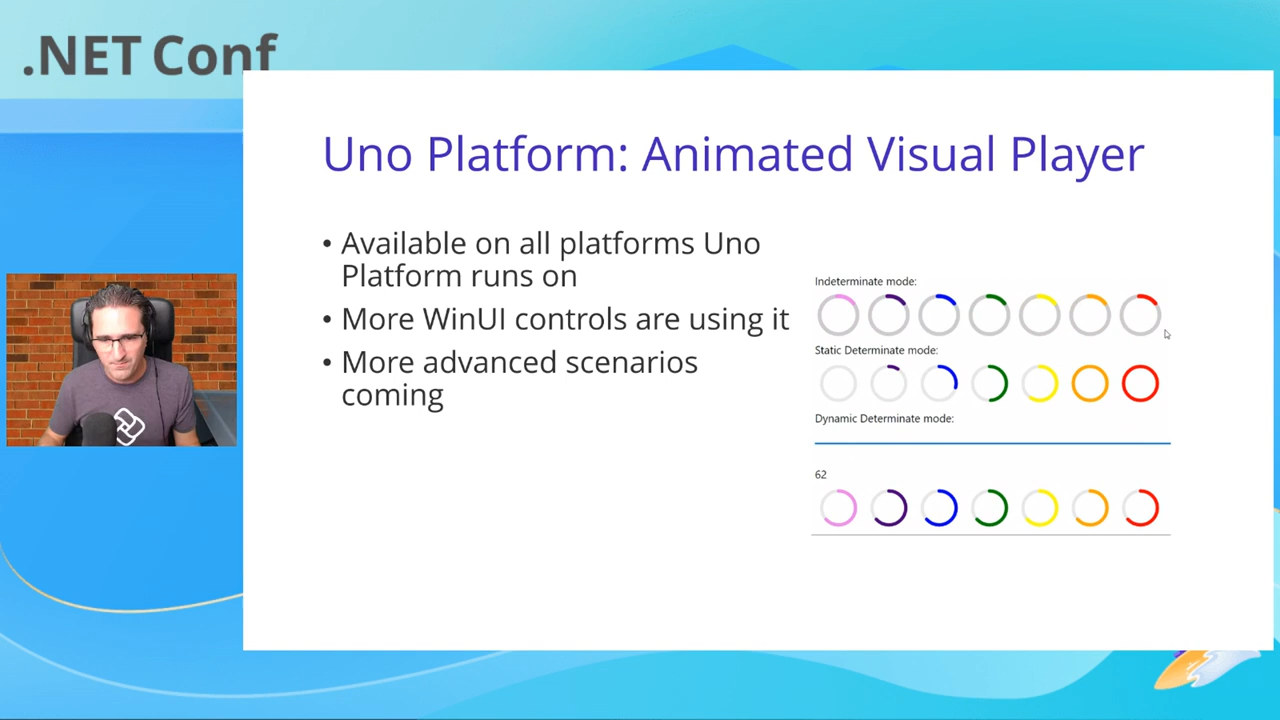 .NET Conf
Uno Platform: Animated Visual Player
• Available on all platforms Uno
Platform runs on
• More WinUI controls are using it
• More advanced scenarios
coming
Indeterminate mode:
Static Determinate mode:
Dynamic Determinate mode:
62